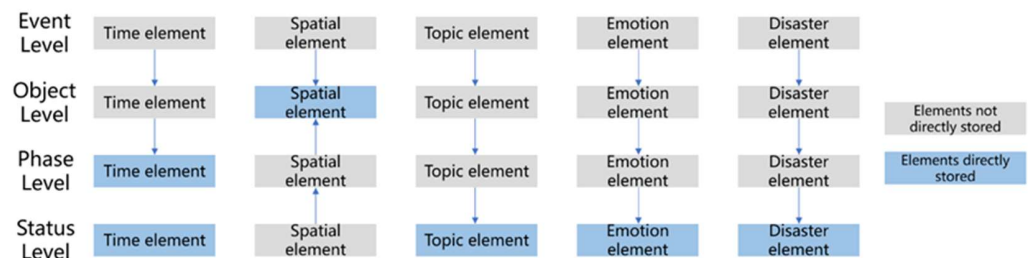 Event
Level
Time element
Spatial
element
Topic element
Emotion
element
Disaster
element
Object
Level
Time element
Spatial
element
Topic element
Emotion
element
Disaster
element
Phase
Level
Time element
Spatial
element
Topic element
Emotion
element
Disaster
element
Status
Level
Time element
Spatial
element
Topic element
Emotion
element
Disaster
element
Elements not
directly stored
Elements directly
stored